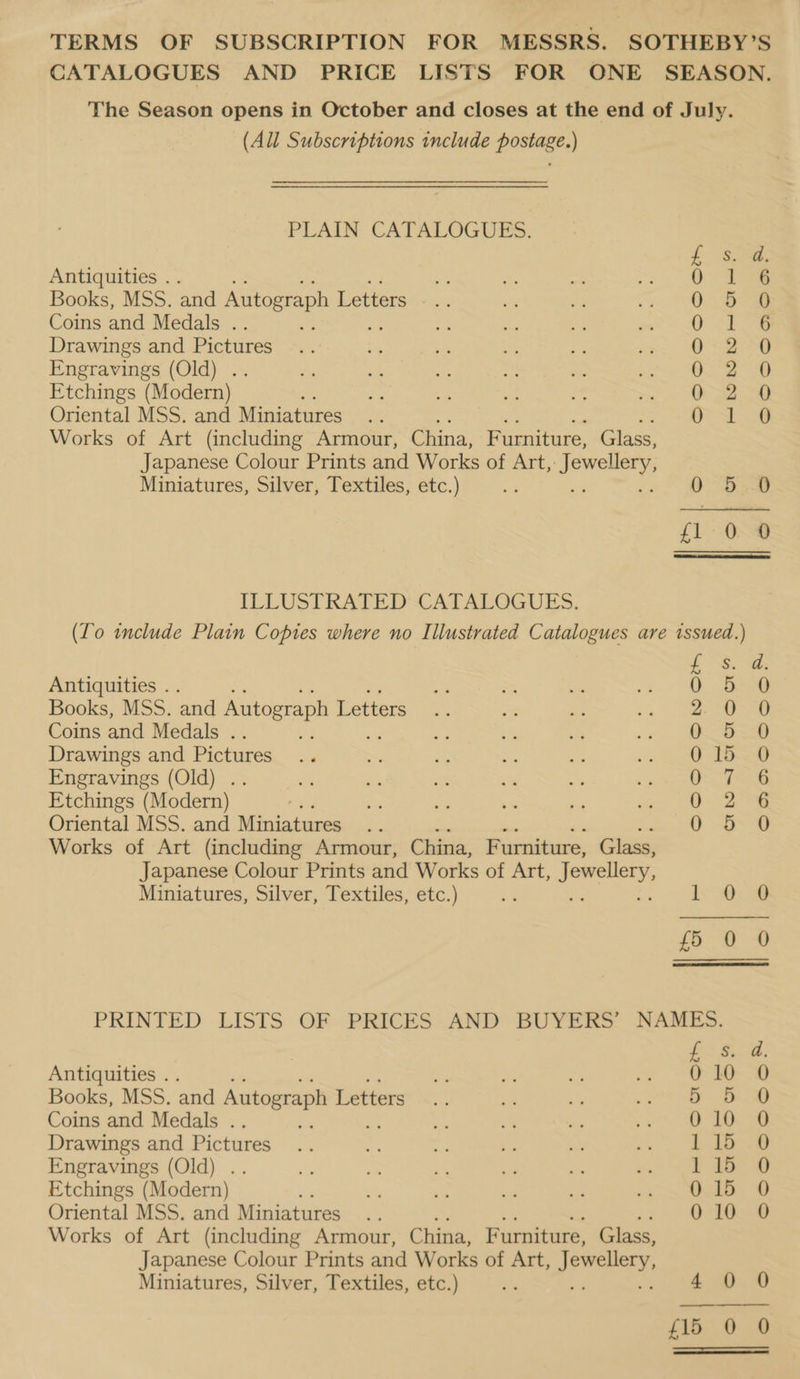 TERMS OF SUBSCRIPTION FOR MESSRS. SOTHEBY'S
CATALOGUES AND PRICE LISTS FOR ONE SEASON.
The Season opens in October and closes at the end of July.
(All Subscriptions include postage.)
PLAIN CATALOGUES.
£ s. d.
Antiquities .. .. .. .. .. .. .. .. 0 1 6
Books, MSS. and Autograph Letters .. .. .. .. 0 5 0
Coins and Medals .. .. .. .. .. .. .. 0 1 6
Drawings and Pictures .. .. .. .. .. .. 0 2 0
Engravings (Old) .. .. .. .. .. .. .. 0 2 0
Etchings (Modern) .. .. .. .. .. .. 0 2 0
Oriental MSS. and Miniatures .. .. .. .. .. 0 1 0
Works of Art (including Armour, China, Furniture, Glass,
Japanese Colour Prints and Works of Art, Jewellery,
Miniatures, Silver, Textiles, etc.) .. .. .. 0 5 0
£1 0 0
ILLUSTRATED CATALOGUES.
(To include Plain Copies where no Illustrated Catalogues are issued.)
£ s. d.
Antiquities .. .. .. .. .. .. .. .. 0 5 0
Books, MSS. and Autograph Letters .. .. .. .. 2 0 0
Coins and Medals .. .. .. .. .. .. .. 0 5 0
Drawings and Pictures .. .. .. .. .. .. 0 15 0
Engravings (Old) .. .. .. .. .. .. .. 0 7 6
Etchings (Modern) .. .. .. .. .. .. 0 2 6
Oriental MSS. and Miniatures .. .. .. .. .. 0 5 0
Works of Art (including Armour, China, Furniture, Glass,
Japanese Colour Prints and Works of Art, Jewellery,
Miniatures, Silver, Textiles, etc.) .. .. .. 1 0 0
£5 0 0
PRINTED LISTS OF PRICES AND BUYERS' NAMES.
£ s. d.
Antiquities .. .. .. .. .. .. .. .. 0 10 0
Books, MSS. and Autograph Letters .. .. .. .. 5 5 0
Coins and Medals .. .. .. .. .. .. .. 0 10 0
Drawings and Pictures .. .. .. .. .. .. 1 15 0
Engravings (Old) .. .. .. .. .. .. .. 1 15 0
Etchings (Modern) .. .. .. .. .. .. 0 15 0
Oriental MSS. and Miniatures .. .. .. .. .. 0 10 0
Works of Art (including Armour, China, Furniture, Glass,
Japanese Colour Prints and Works of Art, Jewellery,
Miniatures, Silver, Textiles, etc.) .. .. .. 4 0 0
£15 0 0